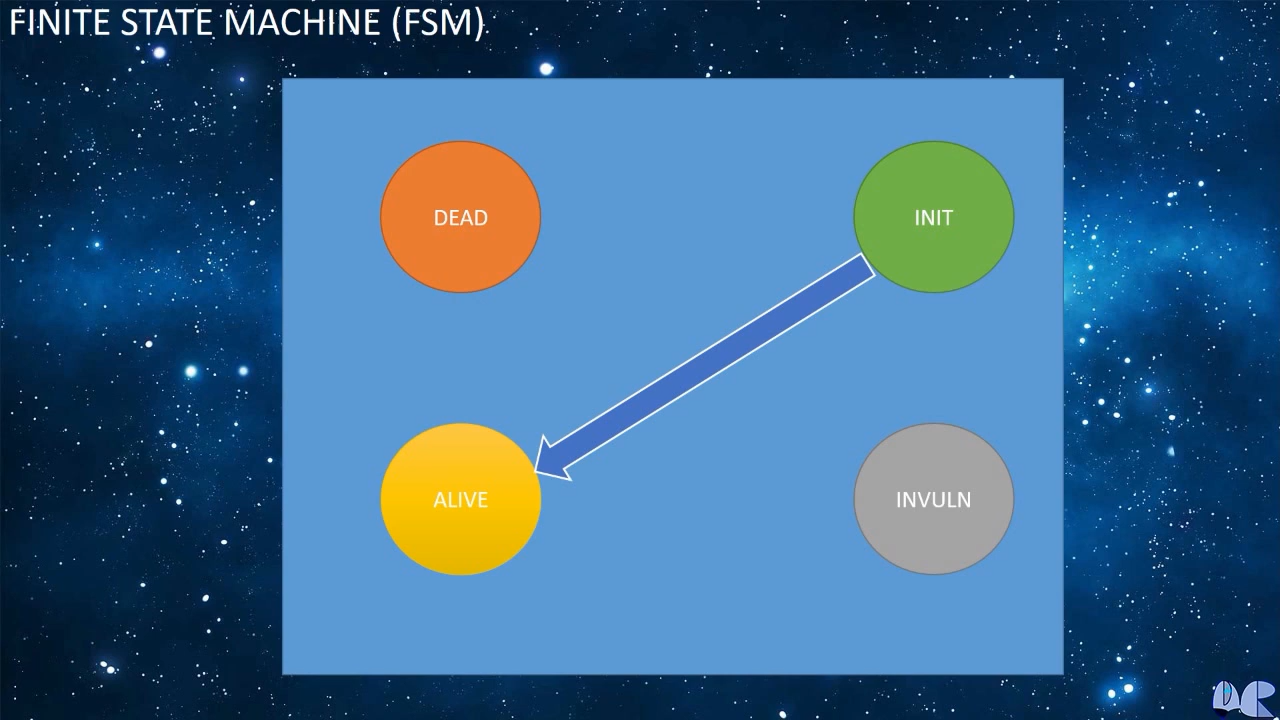 FINITE STATE MACHINE (FSM)
DEAD
INIT
ALIVE
INVULN